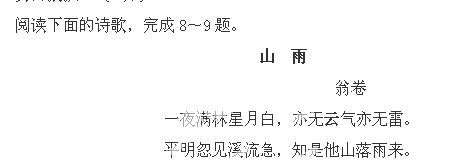 阅读下面的诗歌，完成8～9题。
山 雨
翁卷
一夜满林星月白，亦无云气亦无雷。
平明忽见溪流急，知是他山落雨来。